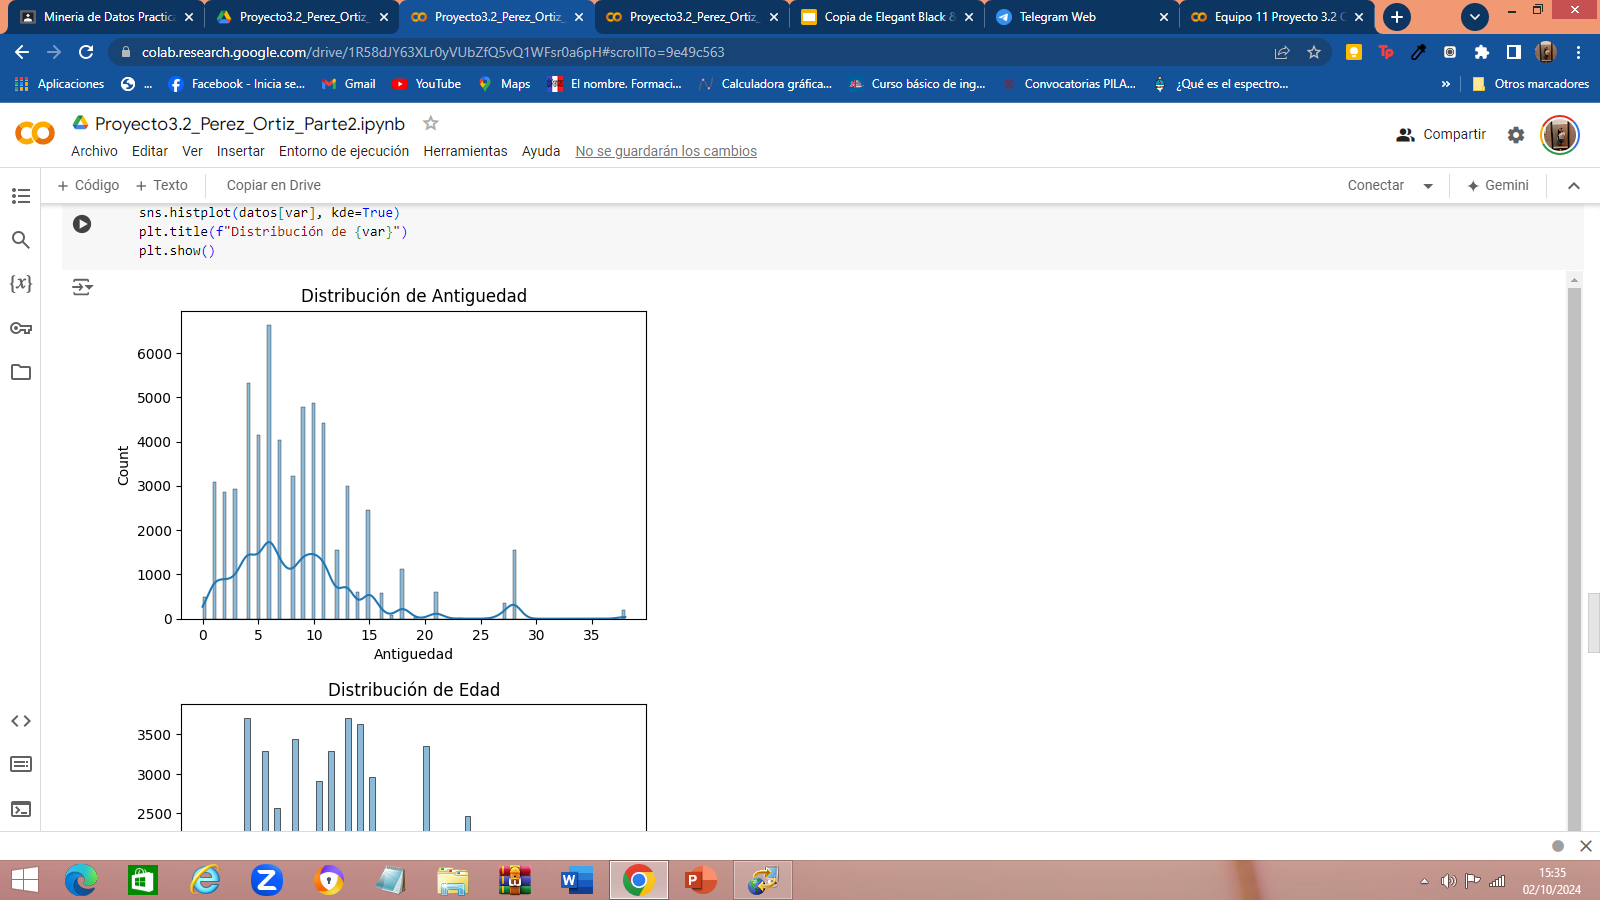 Mineria de Datos Practica
Proyecto3.2_Perez_Ortiz_
Proyecto3.2_Perez_Ortiz_
Proyecto3.2_Perez_Ortiz_
Copia de Elegant Black &
Telegram Web
Equipo 11 Proyecto 3.2 C
colab.research.google.com/drive/1R58dJY63XLr0yVUbZfQ5vQ1WFsr0a6pH#scrollTo=9e49c563
Aplicaciones
...
Facebook - Inicia se...
Gmail
YouTube
Maps
El nombre. Formaci...
Calculadora gráfica...
Curso básico de ing...
Convocatorias PILA...
¿Qué es el espectro...
»
Otros marcadores
Proyecto3.2_Perez_Ortiz_Parte2.ipynb
Compartir
Archivo Editar Ver Insertar Entorno de ejecución Herramientas Ayuda No se guardarán los cambios
+ Código + Texto Copiar en Drive
Conectar
Gemini
sns.histplot(datos[var], kde=True)
plt.title(f"Distribución de {var}")
plt.show()
{x}
Distribución de Antiguedad
6000
5000
4000
3000
2000
1000
0
Count
0 5 10 15 20 25 30 35
Antiguedad
Distribución de Edad
3500
3000
2500
15:35
02/10/2024